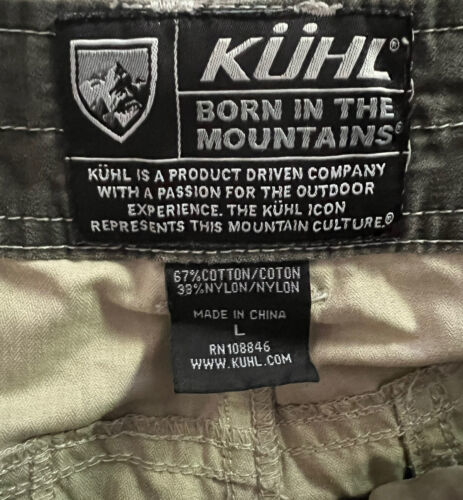 KÜHL®
BORN IN THE
MOUNTAINS®
KÜHL IS A PRODUCT DRIVEN COMPANY
WITH A PASSION FOR THE OUTDOOR
EXPERIENCE. THE KÜHL ICON
REPRESENTS THIS MOUNTAIN CULTURE.®
67%COTTON/COTON
39%NYLON/NYLON
MADE IN CHINA
L
RN108846
WWW.KUHL.COM